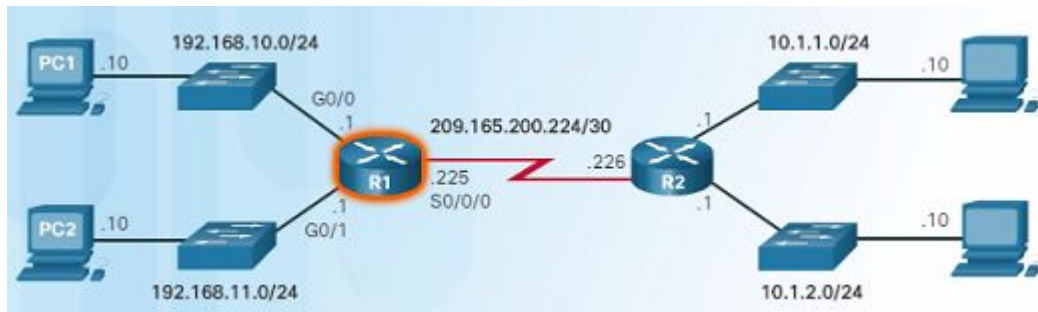 192.168.10.0/24
10.1.1.0/24
PC1
.10
.10
G0/0
.1
209.165.200.224/30
.1
.226
R1
.225
R2
S0/0/0
.1
.1
G0/1
PC2
.10
.10
192.168.11.0/24
10.1.2.0/24